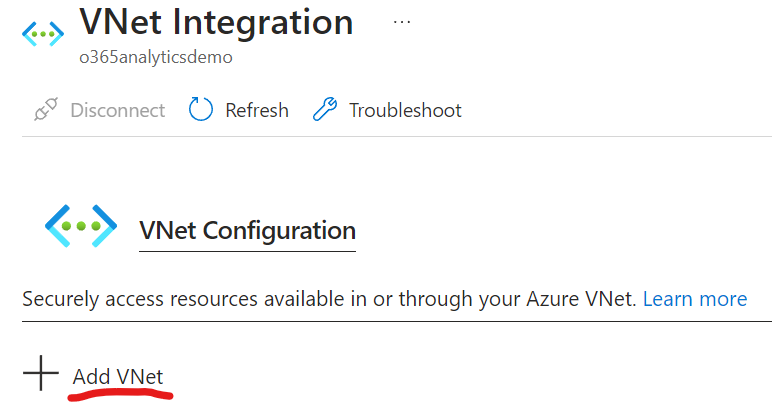 VNet Integration ...
o365analyticsdemo
Disconnect Refresh Troubleshoot
VNet Configuration
Securely access resources available in or through your Azure VNet. Learn more
Add VNet